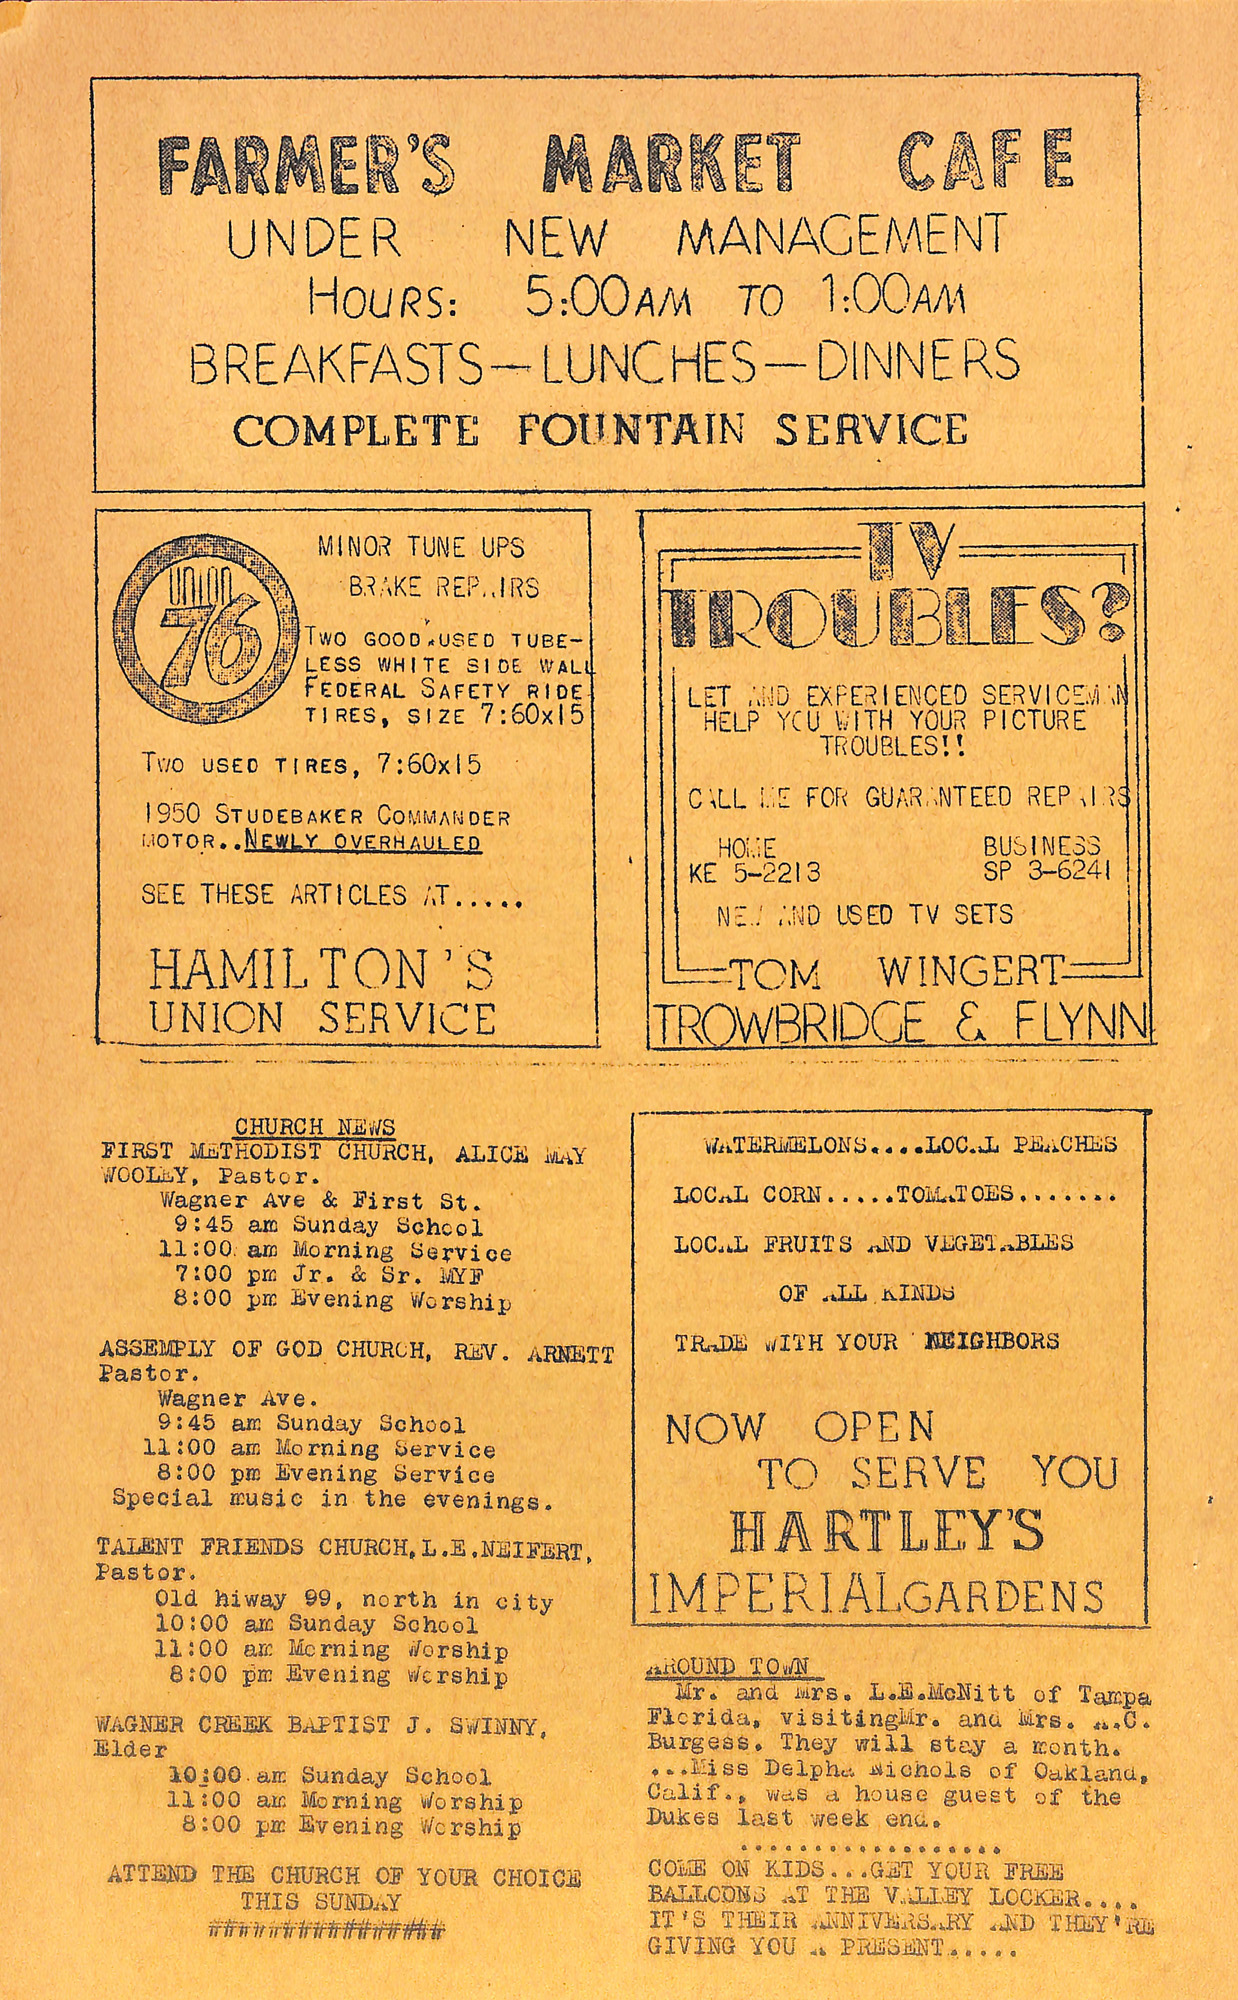 FARMER'S MARKET CAFE
UNDER NEW MANAGEMENT
HOURS: 5:00AM TO 1:00AM
BREAKFASTS—LUNCHES—DINNERS
COMPLETE FOUNTAIN SERVICE
UNION
76
MINOR TUNE UPS
BRAKE REPAIRS
TWO GOOD USED TUBE-
LESS WHITE SIDE WALL
FEDERAL SAFETY RIDE
TIRES, SIZE 7:60x15
TWO USED TIRES, 7:60x15
1950 STUDEBAKER COMMANDER
MOTOR..NEWLY OVERHAULED
SEE THESE ARTICLES AT.....
HAMILTON'S
UNION SERVICE
TV
TROUBLES?
LET AND EXPERIENCED SERVICEMAN
HELP YOU WITH YOUR PICTURE
TROUBLES!!
CALL ME FOR GUARANTEED REPAIRS
HOME BUSINESS
KE 5-2213 SP 3-6241
NEW AND USED TV SETS
TOM WINGERT
TROWBRIDGE & FLYNN
CHURCH NEWS
FIRST METHODIST CHURCH, ALICE MAY
WOOLEY, Pastor.
Wagner Ave & First St.
9:45 am Sunday School
11:00 am Morning Service
7:00 pm Jr. & Sr. MYF
8:00 pm Evening Worship
ASSEMPLY OF GOD CHURCH, REV. ARNETT
Pastor.
Wagner Ave.
9:45 am Sunday School
11:00 am Morning Service
8:00 pm Evening Service
Special music in the evenings.
TALENT FRIENDS CHURCH,L.E.NEIFERT,
Pastor.
Old hiway 99, north in city
10:00 am Sunday School
11:00 am Morning Worship
8:00 pm Evening Worship
WAGNER CREEK BAPTIST J. SWINNY,
Elder
10:00 am Sunday School
11:00 am Morning Worship
8:00 pm Evening Worship
ATTEND THE CHURCH OF YOUR CHOICE
THIS SUNDAY
################
WATERMELONS....LOCAL PEACHES
LOCAL CORN.....TOMATOES.......
LOCAL FRUITS AND VEGETABLES
OF ALL KINDS
TRADE WITH YOUR NEIGHBORS
NOW OPEN
TO SERVE YOU
HARTLEY'S
IMPERIAL GARDENS
AROUND TOWN
Mr. and Mrs. L.E.McNitt of Tampa
Florida, visitingMr. and Mrs. A.C.
Burgess. They will stay a month.
...Miss Delpha Nichols of Oakland,
Calif., was a house guest of the
Dukes last week end.
..................
COME ON KIDS...GET YOUR FREE
BALLOONS AT THE VALLEY LOCKER....
IT'S THEIR ANNIVERSARY AND THEY'RE
GIVING YOU A PRESENT.....